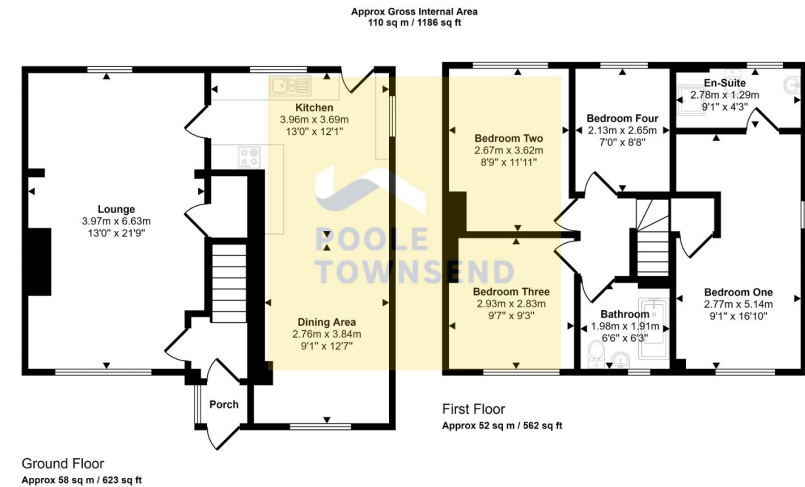 Approx Gross Internal Area
110 sq m / 1186 sq ft
Kitchen
3.96m x 3.69m
13'0" x 12'1"
Lounge
3.97m x 6.63m
13'0" x 21'9"
Dining Area
2.76m x 3.84m
9'1" x 12'7"
Porch
Ground Floor
Approx 58 sq m / 623 sq ft
En-Suite
2.78m x 1.29m
9'1" x 4'3"
Bedroom Two
2.67m x 3.62m
8'9" x 11'11"
Bedroom Four
2.13m x 2.65m
7'0" x 8'8"
Bedroom Three
2.93m x 2.83m
9'7" x 9'3"
Bathroom
1.98m x 1.91m
6'6" x 6'3"
Bedroom One
2.77m x 5.14m
9'1" x 16'10"
First Floor
Approx 52 sq m / 562 sq ft
POOLE
TOWNSEND